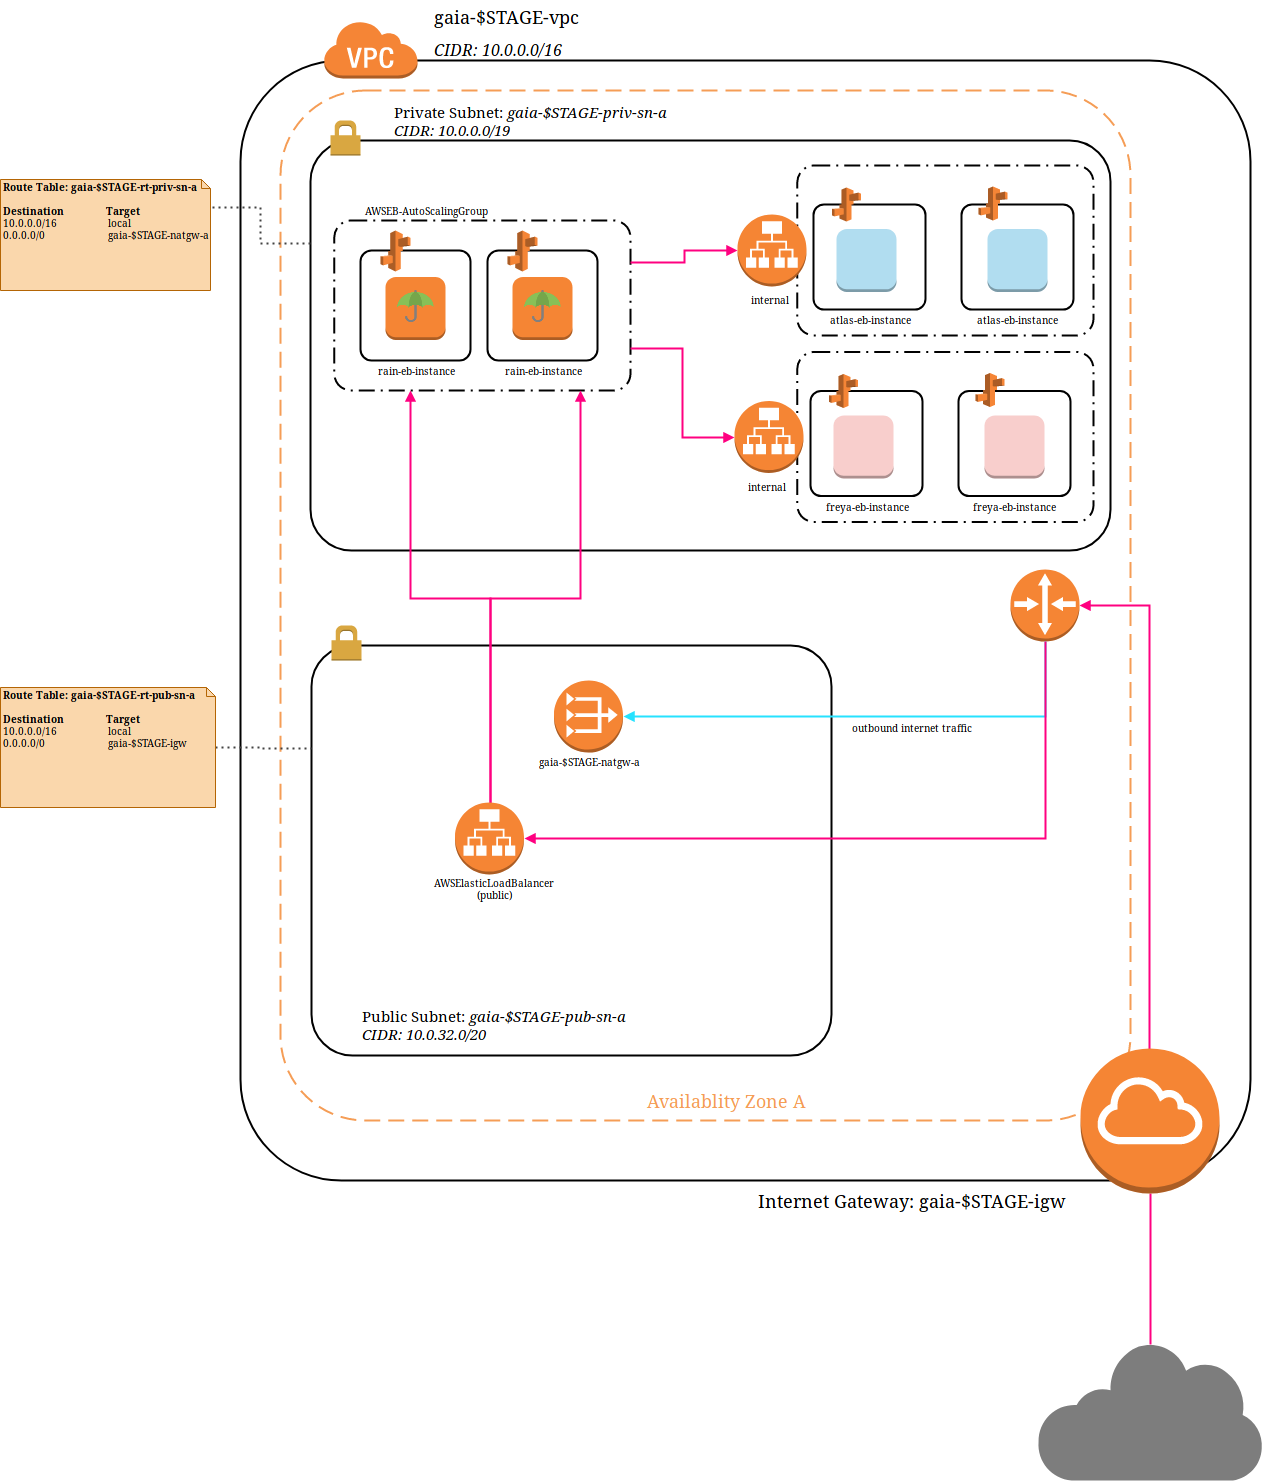 gaia-$STAGE-vpc
CIDR: 10.0.0.0/16
VPC
Private Subnet: gaia-$STAGE-priv-sn-a
CIDR: 10.0.0.0/19
Route Table: gaia-$STAGE-rt-priv-sn-a
Destination Target
10.0.0.0/16 local
0.0.0.0/0 gaia-$STAGE-natgw-a
AWSEB-AutoScalingGroup
rain-eb-instance
rain-eb-instance
internal
atlas-eb-instance
atlas-eb-instance
internal
freya-eb-instance
freya-eb-instance
Route Table: gaia-$STAGE-rt-pub-sn-a
Destination Target
10.0.0.0/16 local
0.0.0.0/0 gaia-$STAGE-igw
outbound internet traffic
gaia-$STAGE-natgw-a
AWSElasticLoadBalancer
(public)
Public Subnet: gaia-$STAGE-pub-sn-a
CIDR: 10.0.32.0/20
Availablity Zone A
Internet Gateway: gaia-$STAGE-igw